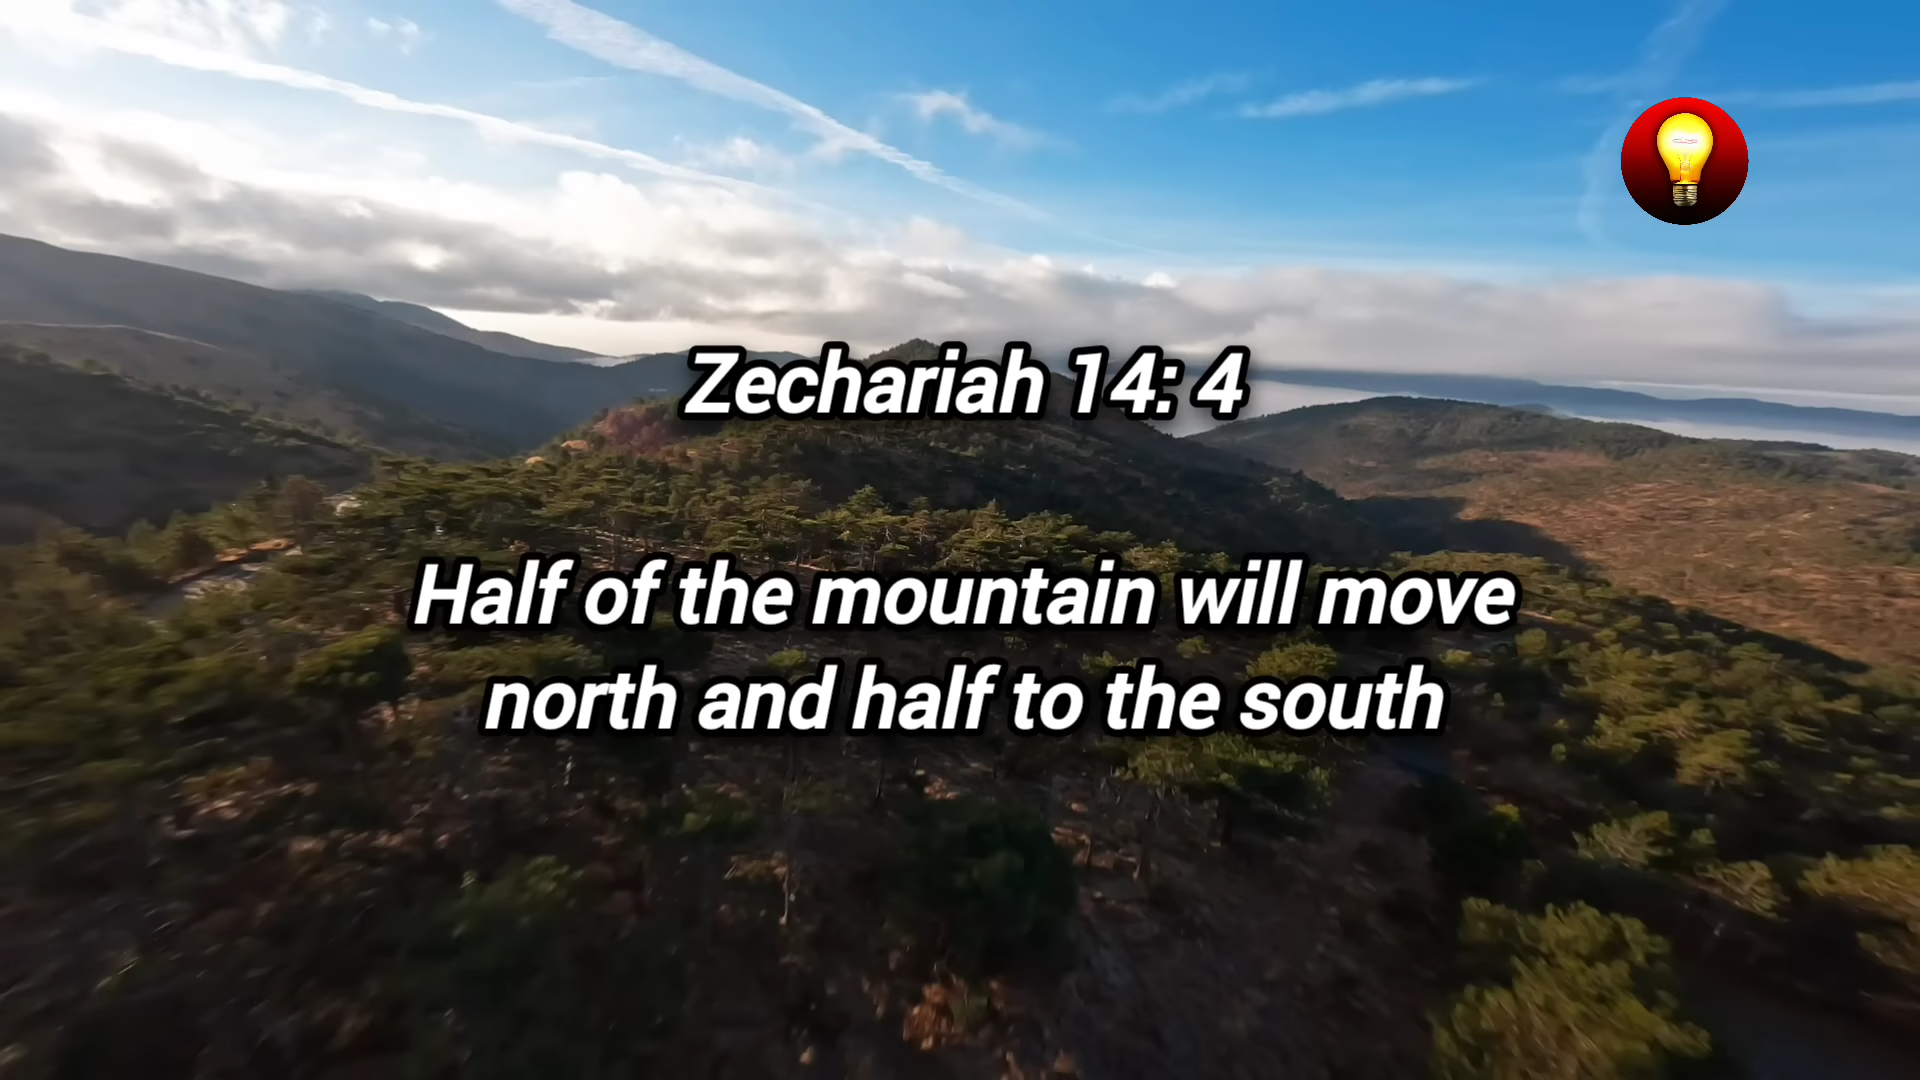 Zechariah 14: 4
Half of the mountain will move
north and half to the south